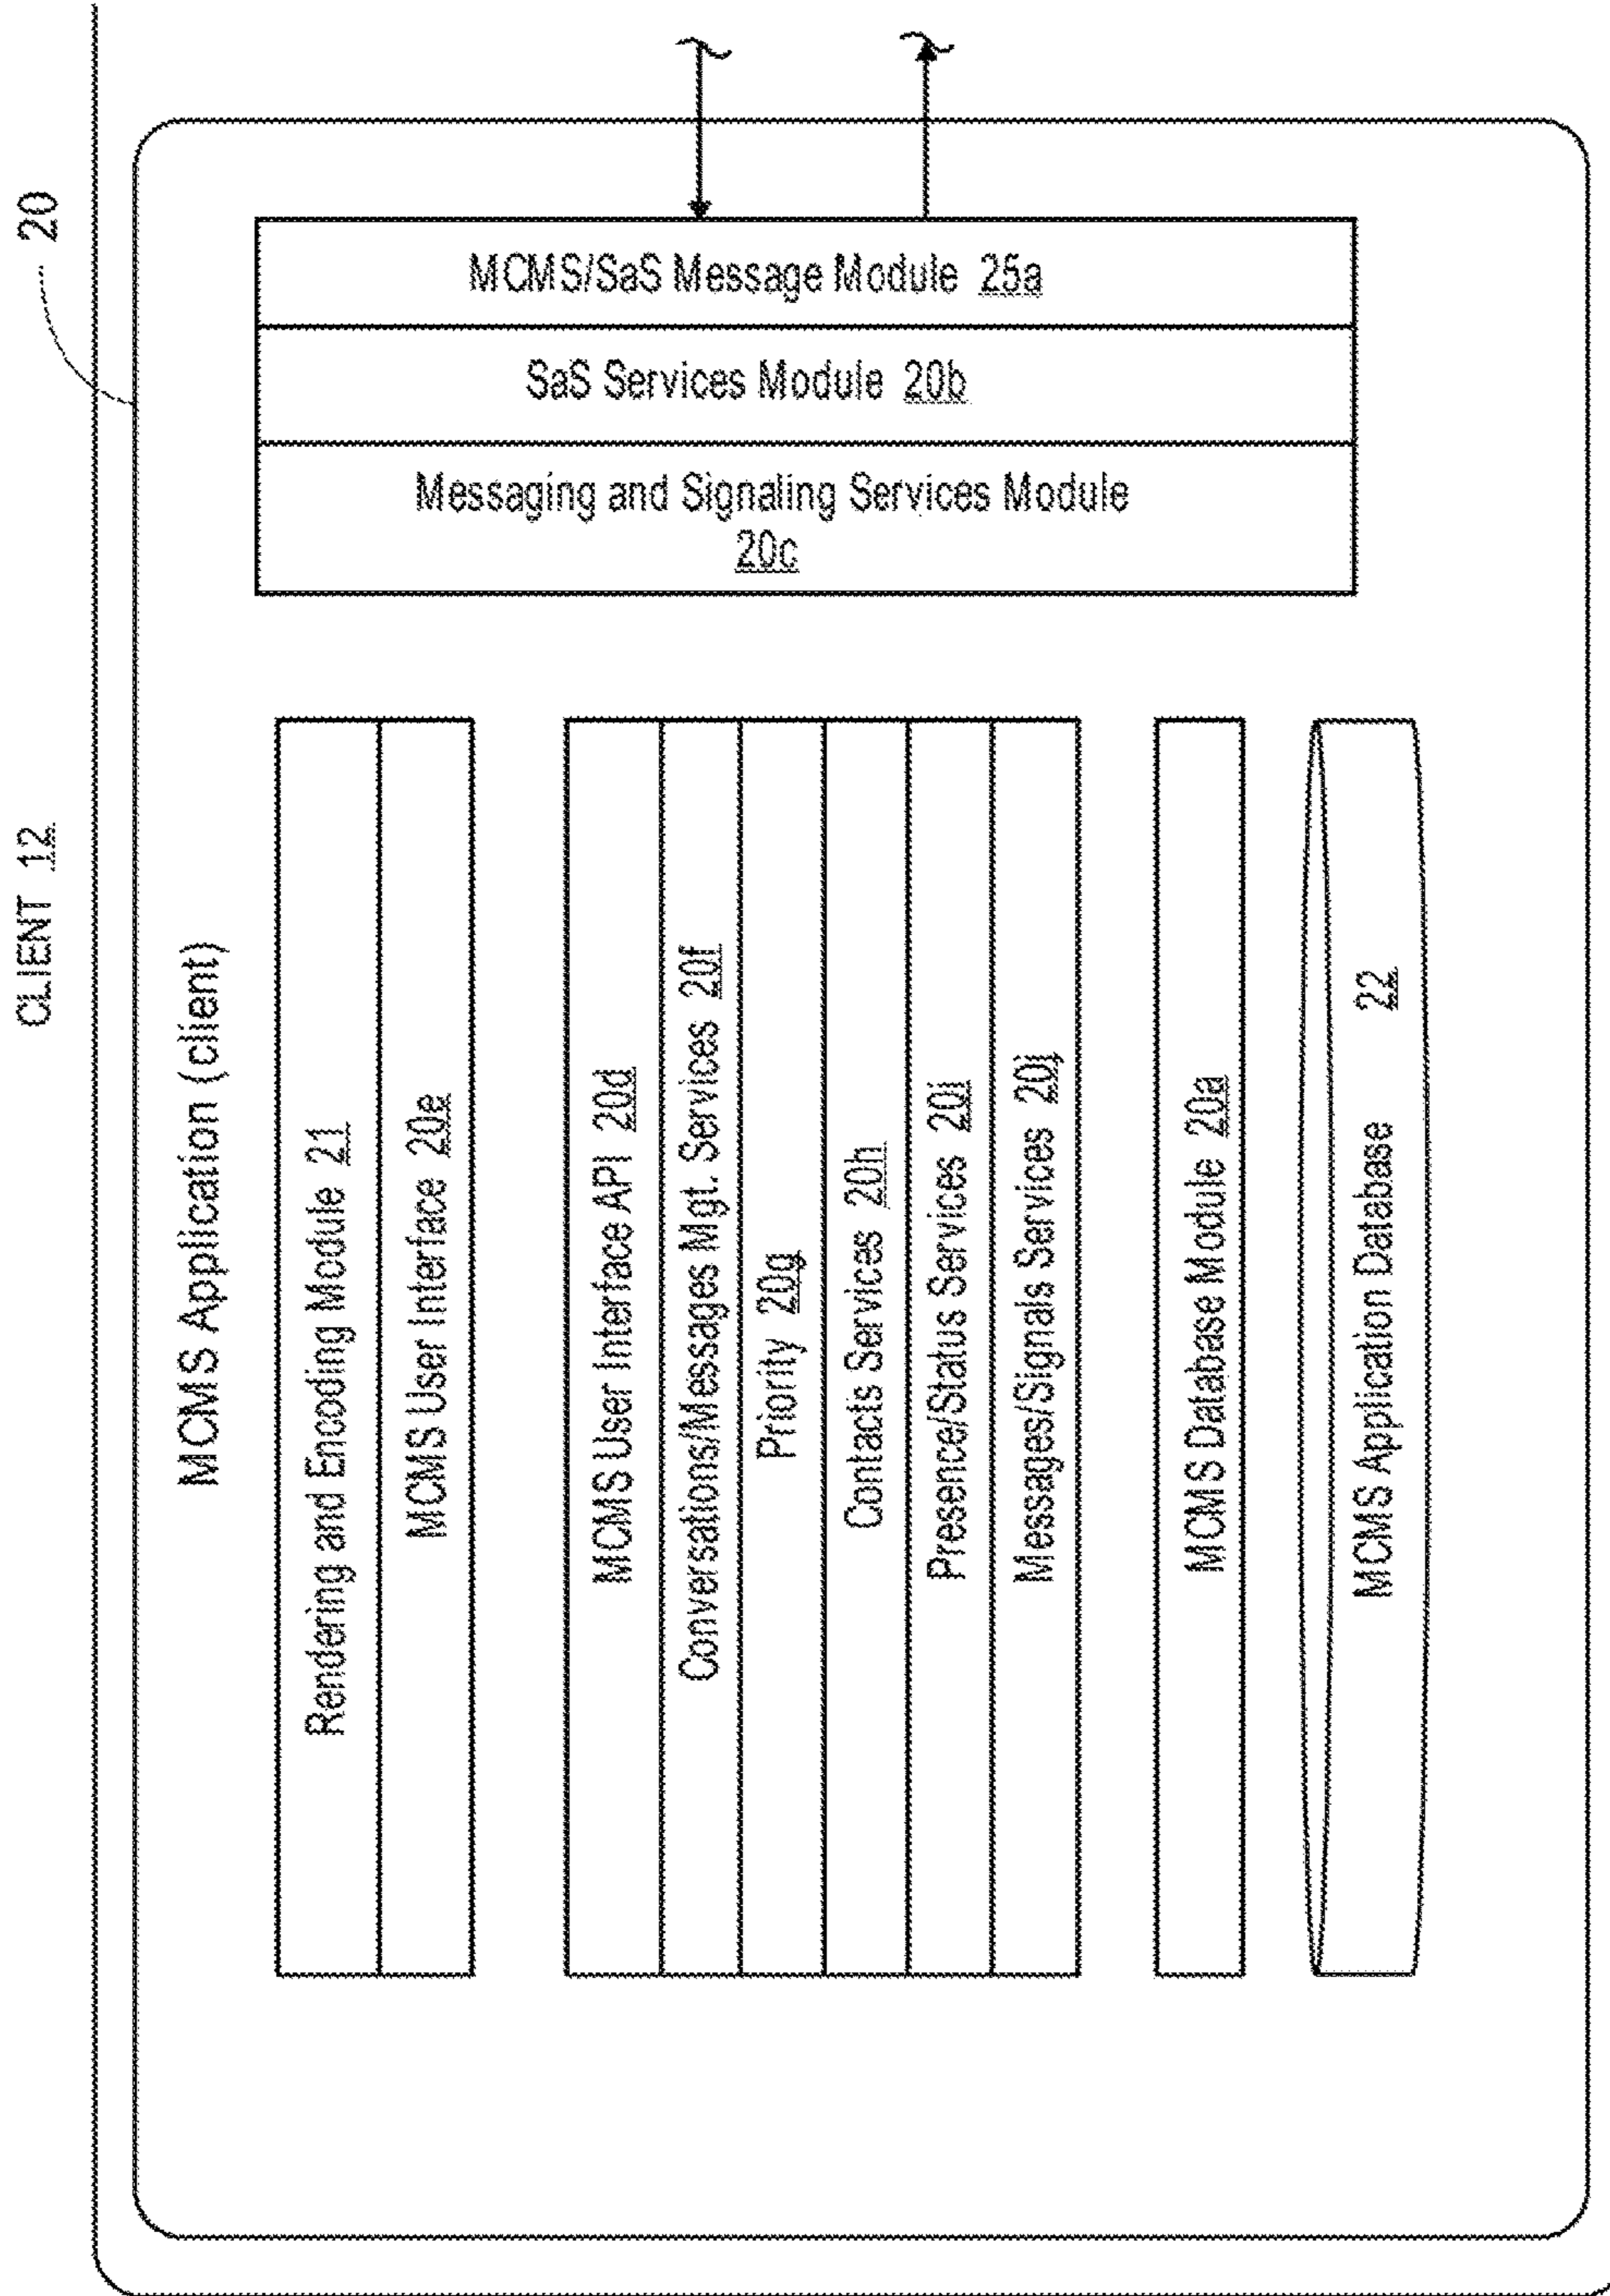 CLIENT 12
20
MCMS Application (client)
Rendering and Encoding Module 21
MCMS User Interface 20e
MCMS User Interface API 20d
Conversations/Messages Mgt. Services 20f
Priority 20g
Contacts Services 20h
Presence/Status Services 20i
Messages/Signals Services 20j
MCMS Database Module 20a
MCMS Application Database 22
MCMS/SaS Message Module 25a
SaS Services Module 20b
Messaging and Signaling Services Module
20c